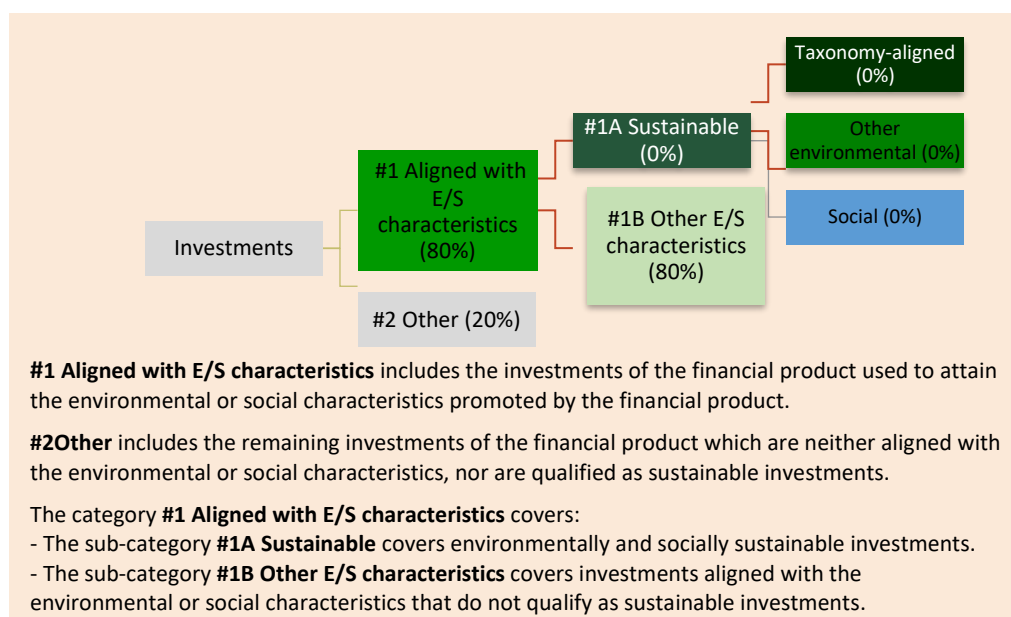 Taxonomy-aligned
(0%)
#1A Sustainable
(0%)
Other
environmental (0%)
#1 Aligned with
E/S
characteristics
(80%)
#1B Other E/S
characteristics
(80%)
Social (0%)
Investments
#2 Other (20%)
#1 Aligned with E/S characteristics includes the investments of the financial product used to attain
the environmental or social characteristics promoted by the financial product.
#2Other includes the remaining investments of the financial product which are neither aligned with
the environmental or social characteristics, nor are qualified as sustainable investments.
The category #1 Aligned with E/S characteristics covers:
- The sub-category #1A Sustainable covers environmentally and socially sustainable investments.
- The sub-category #1B Other E/S characteristics covers investments aligned with the
environmental or social characteristics that do not qualify as sustainable investments.